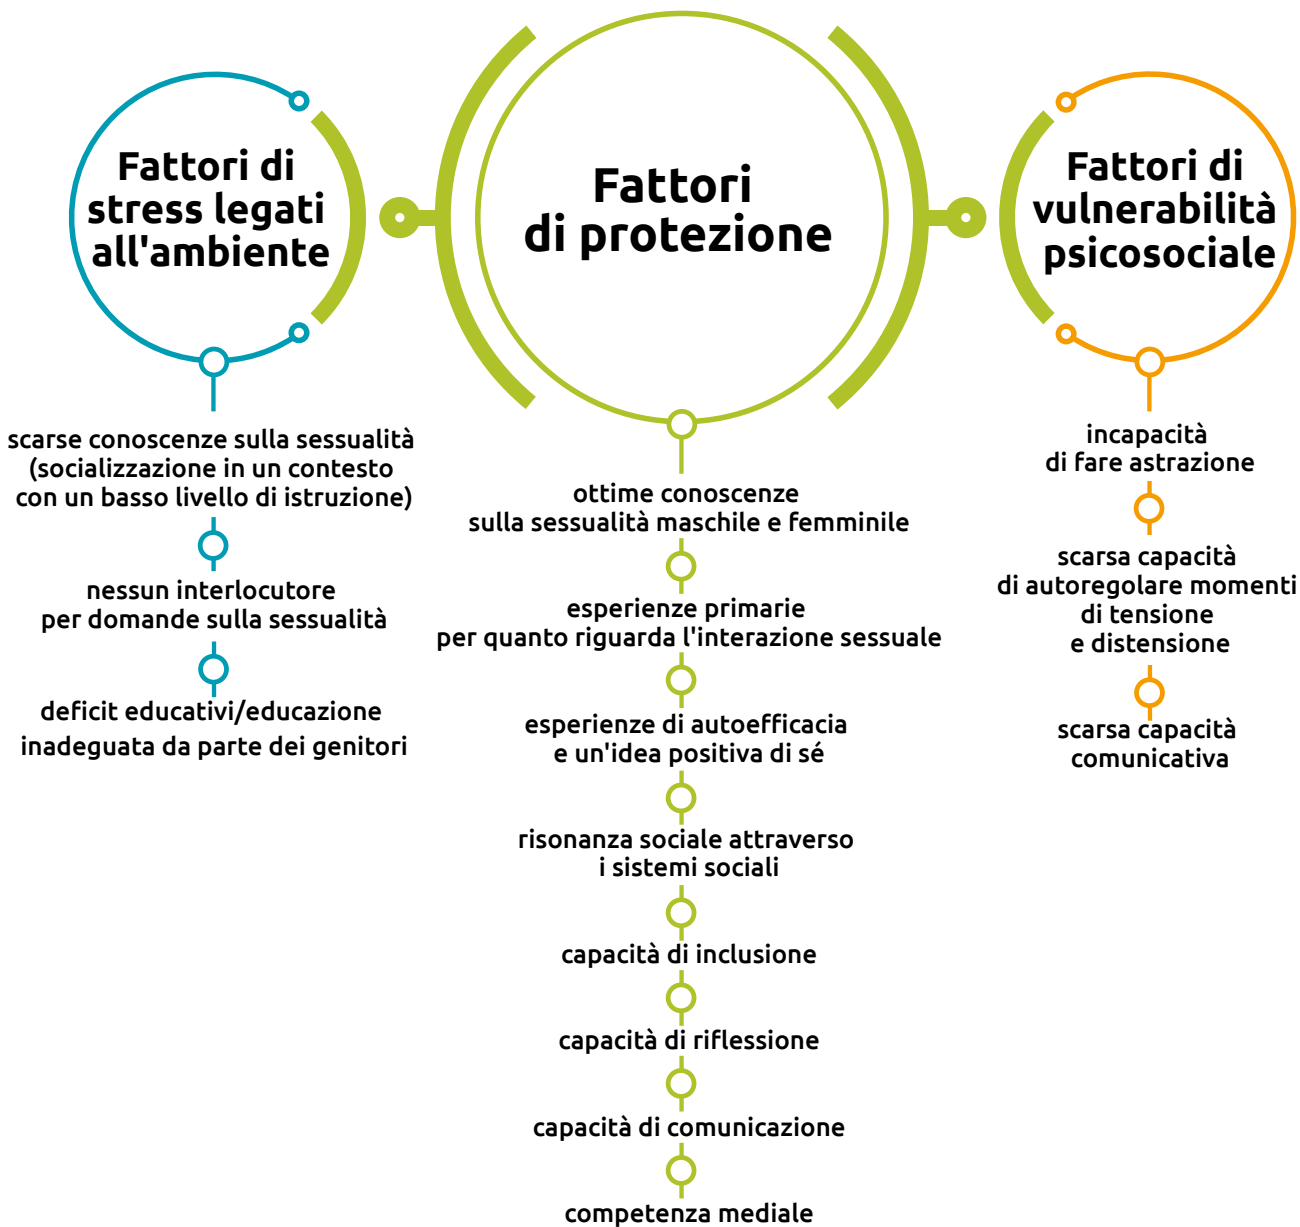 Fattori di
stress legati
all'ambiente
scarse conoscenze sulla sessualità
(socializzazione in un contesto
con un basso livello di istruzione)
nessun interlocutore
per domande sulla sessualità
deficit educativi/educazione
inadeguata da parte dei genitori
Fattori
di protezione
ottime conoscenze
sulla sessualità maschile e femminile
esperienze primarie
per quanto riguarda l'interazione sessuale
esperienze di autoefficacia
e un'idea positiva di sé
risonanza sociale attraverso
i sistemi sociali
capacità di inclusione
capacità di riflessione
capacità di comunicazione
competenza mediale
Fattori di
vulnerabilità
psicosociale
incapacità
di fare astrazione
scarsa capacità
di autoregolare momenti
di tensione
e distensione
scarsa capacità
comunicativa